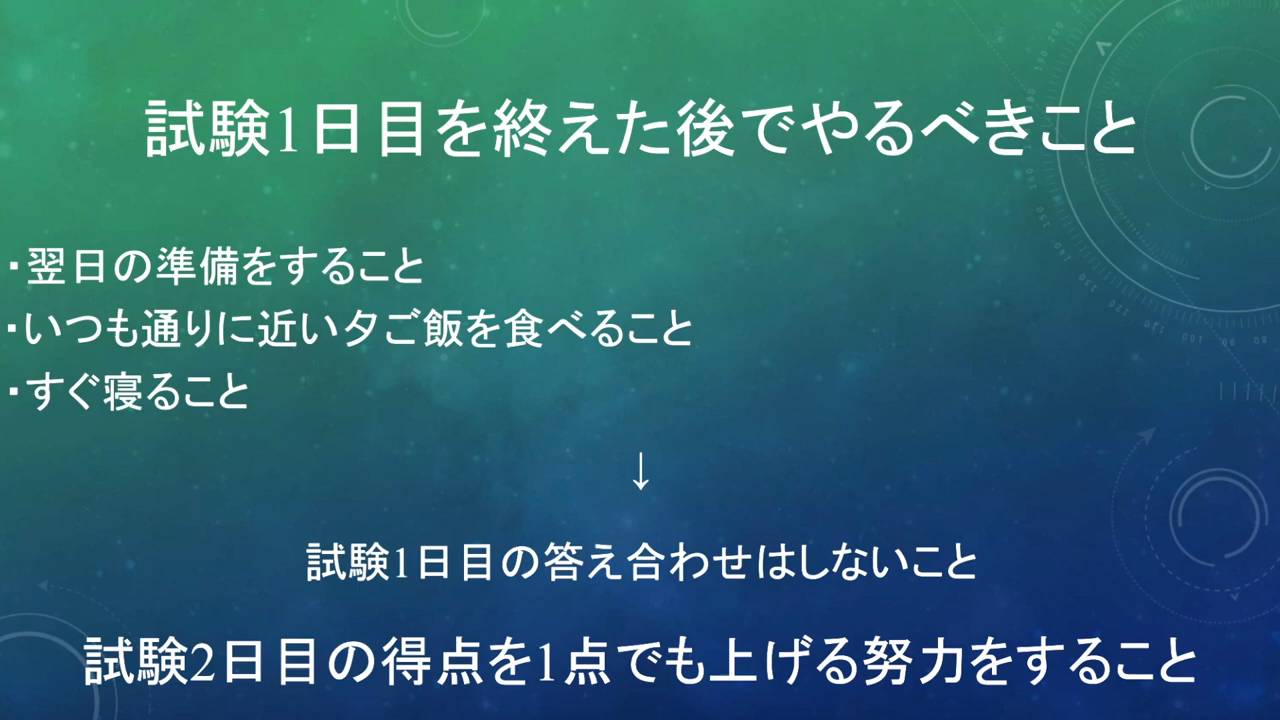 試験1日目を終えた後でやるべきこと
・翌日の準備をすること
・いつも通りに近い夕ご飯を食べること
・すぐ寝ること
↓
試験1日目の答え合わせはしないこと
試験2日目の得点を1点でも上げる努力をすること